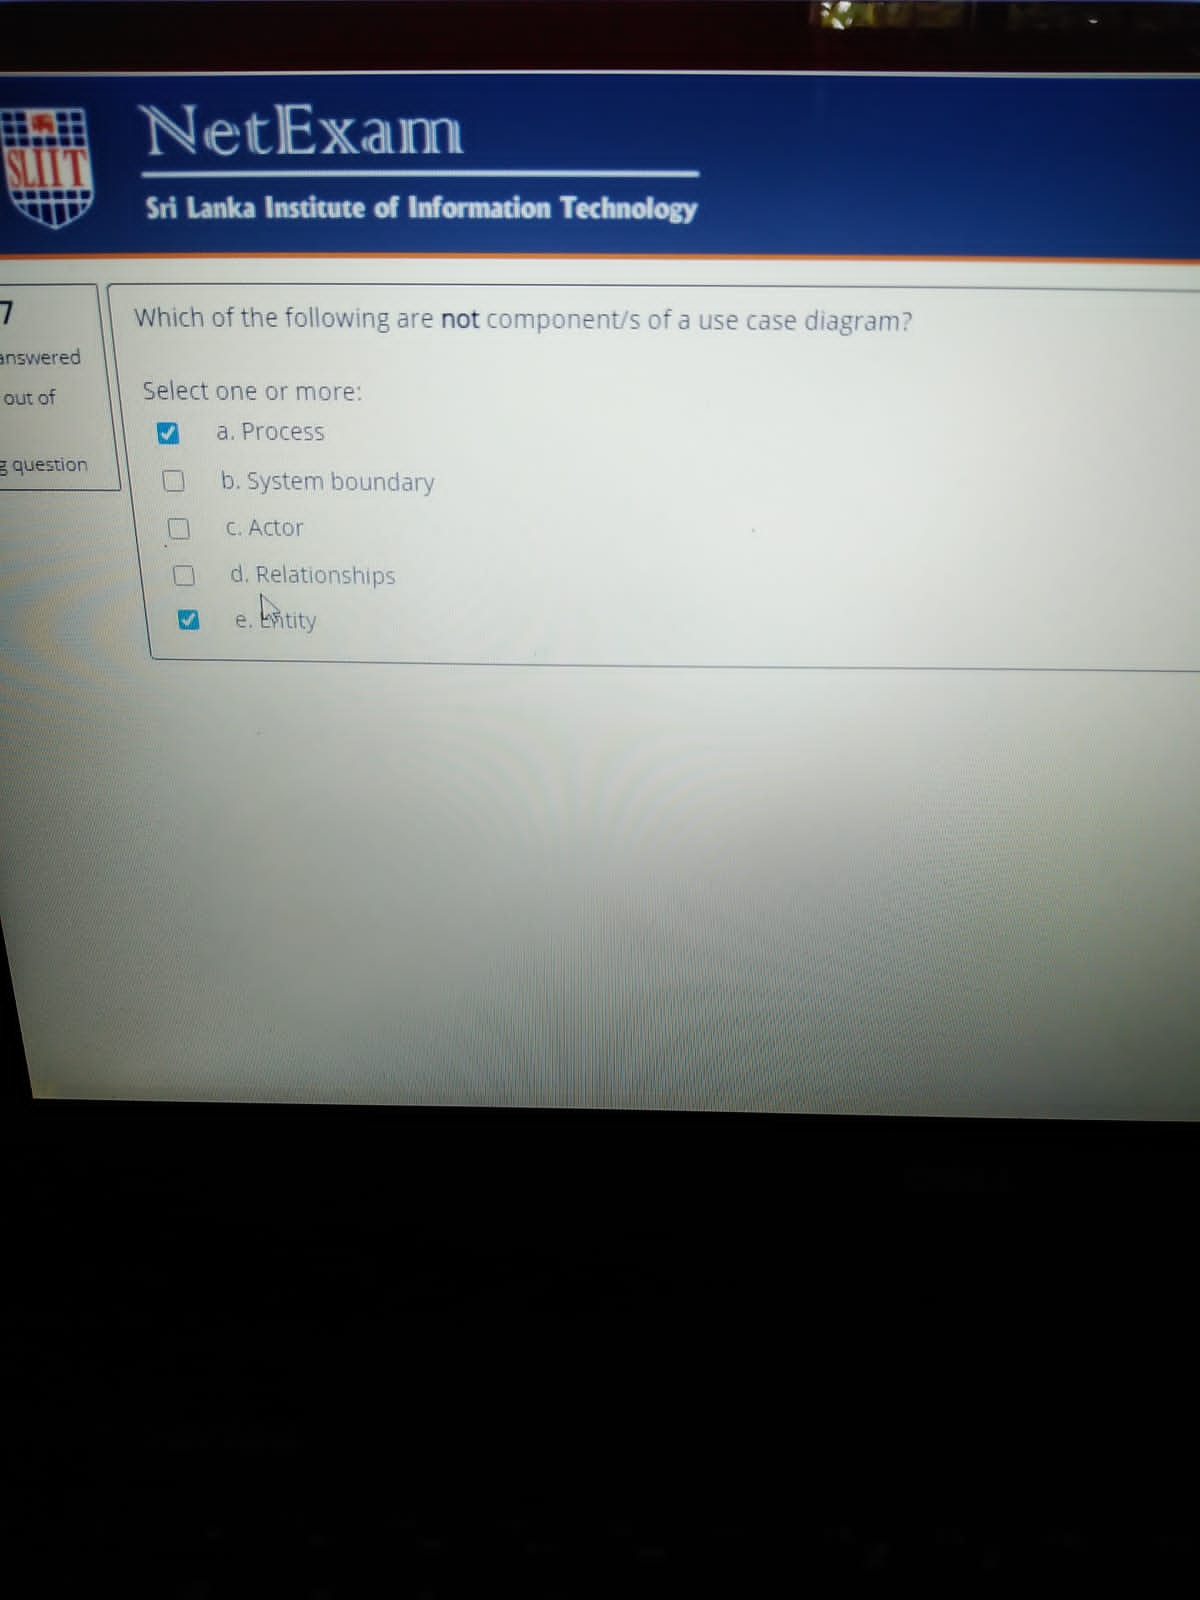 SLIIT
NetExam
Sri Lanka Institute of Information Technology
7
answered
out of
question
Which of the following are not component/s of a use case diagram?
Select one or more:
a. Process
b. System boundary
c. Actor
d. Relationships
e. Entity